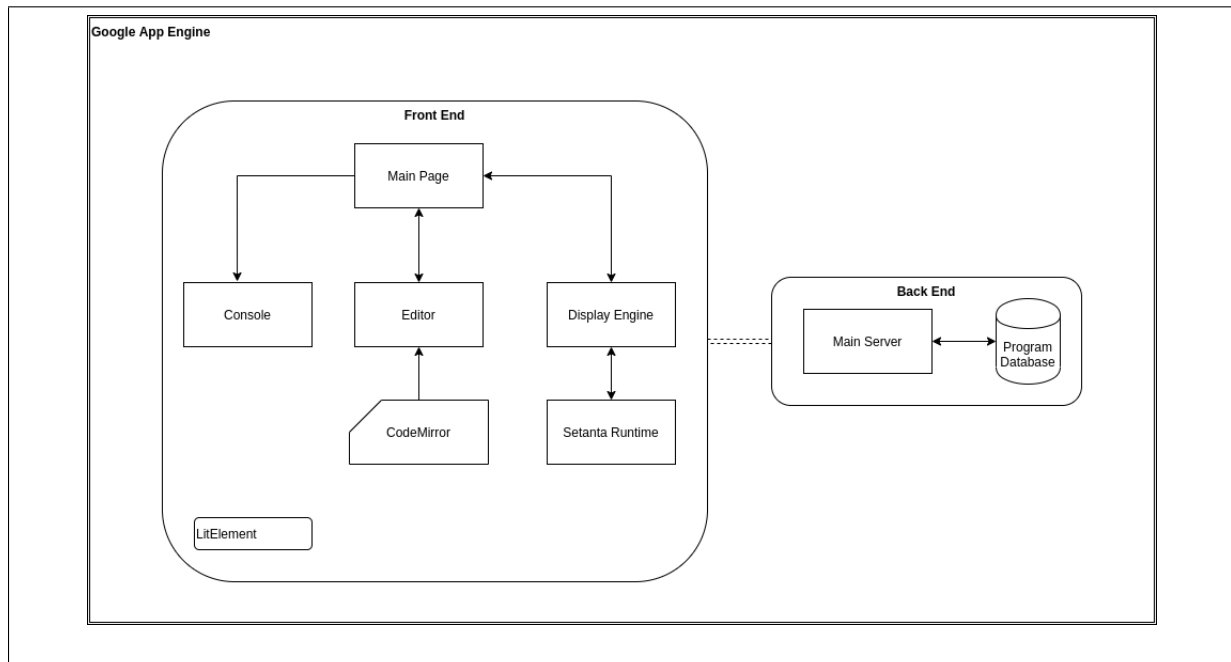 Google App Engine
Front End
Main Page
Console
Editor
Display Engine
CodeMirror
Setanta Runtime
LitElement
Back End
Main Server
Program
Database